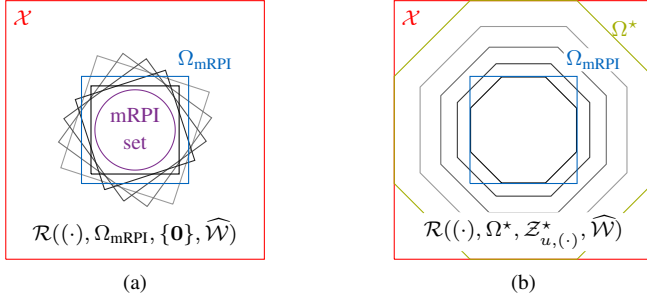 𝒳
Ω_mRPI
mRPI
set
ℛ((·), Ω_mRPI, {𝟎}, 𝒲̂)
(a)
𝒳
Ω*
Ω_mRPI
ℛ((·), Ω*, 𝒵*_{u,(·)}, 𝒲̂)
(b)